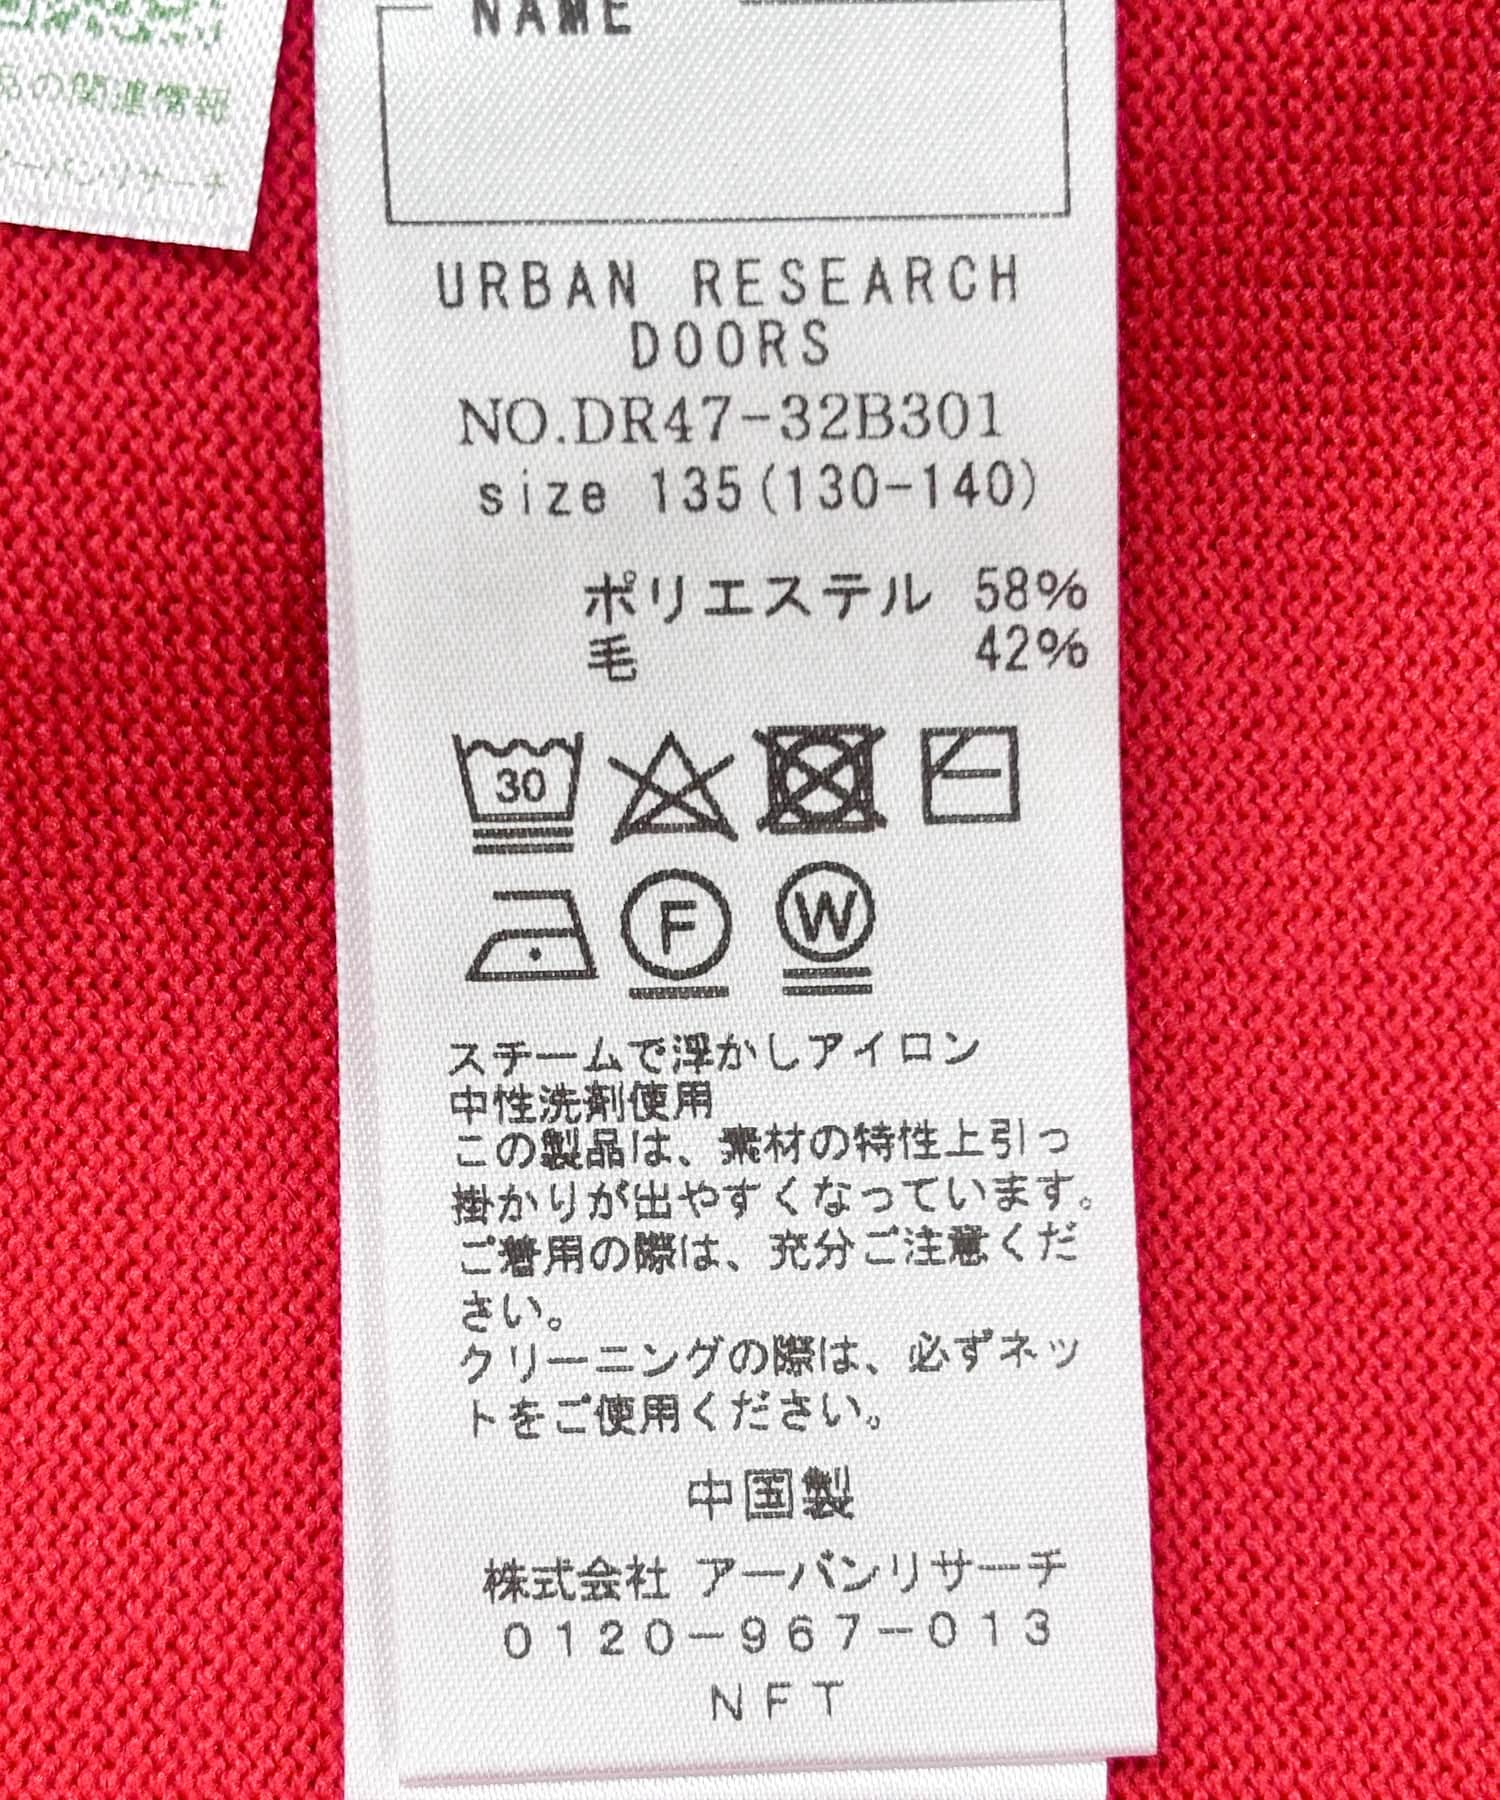 の関連情報
ーバンリサーチ
NAME
URBAN RESEARCH
DOORS
NO.DR47-32B301
size 135(130-140)
ポリエステル 58%
毛 42%
30
F W
スチームで浮かしアイロン
中性洗剤使用
この製品は、素材の特性上引っ
掛かりが出やすくなっています。
ご着用の際は、充分ご注意くだ
さい。
クリーニングの際は、必ずネッ
トをご使用ください。
中国製
株式会社 アーバンリサーチ
0120-967-013
NFT